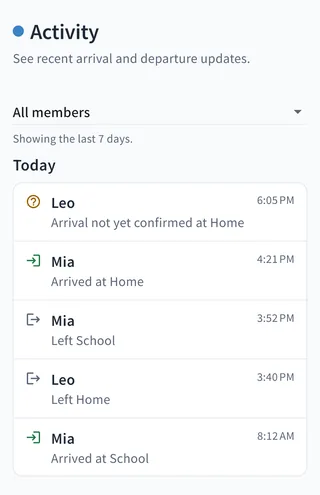 Activity
See recent arrival and departure updates.
All members
Showing the last 7 days.
Today
Leo
6:05 PM
Arrival not yet confirmed at Home
Mia
4:21 PM
Arrived at Home
Mia
3:52 PM
Left School
Leo
3:40 PM
Left Home
Mia
8:12 AM
Arrived at School